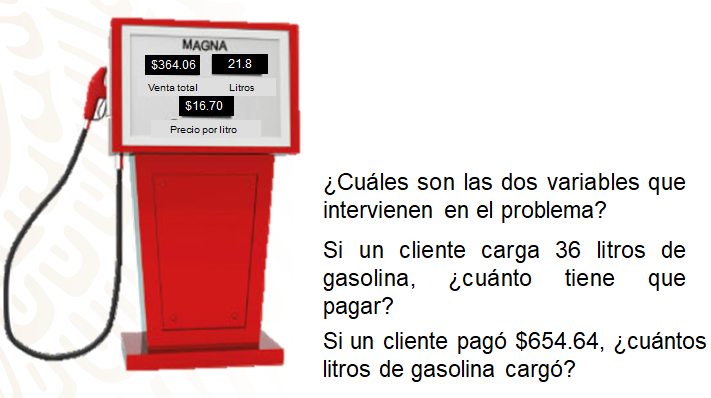 MAGNA
$364.06 21.8
Venta total Litros
$16.70
Precio por litro
¿Cuáles son las dos variables que
intervienen en el problema?
Si un cliente carga 36 litros de
gasolina, ¿cuánto tiene que
pagar?
Si un cliente pagó $654.64, ¿cuántos
litros de gasolina cargó?